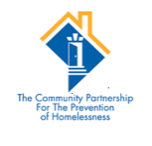 The Community Partnership
For The Prevention
of Homelessness